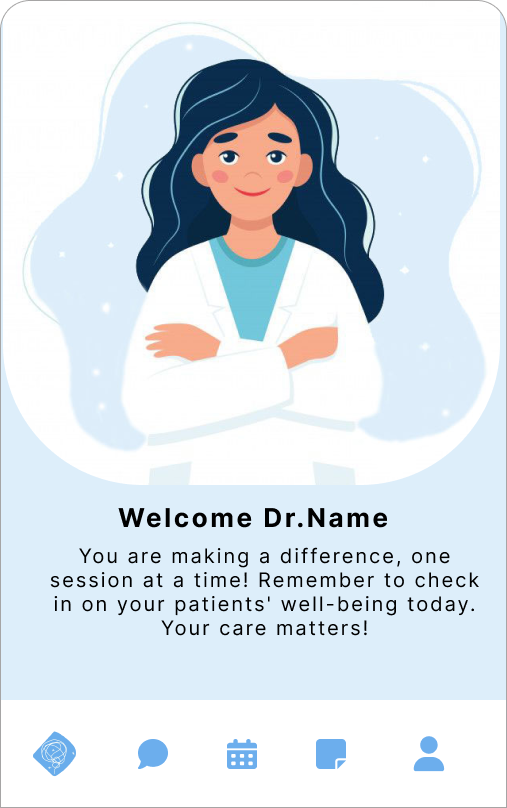 Welcome Dr.Name
You are making a difference, one
session at a time! Remember to check
in on your patients' well-being today.
Your care matters!